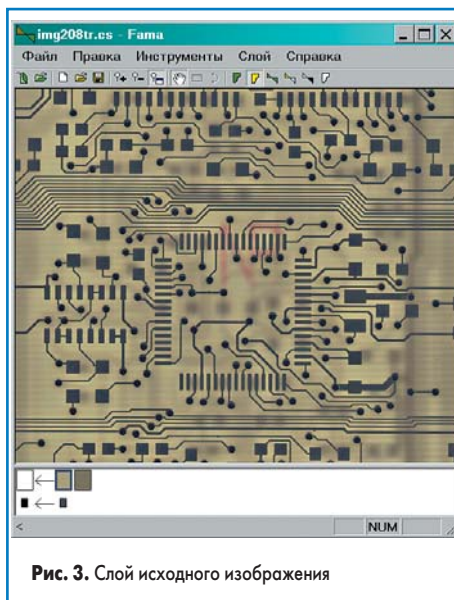 img208tr.cs - Fama
Файл Правка Инструменты Слой Справка
< NUM
Рис. 3. Слой исходного изображения